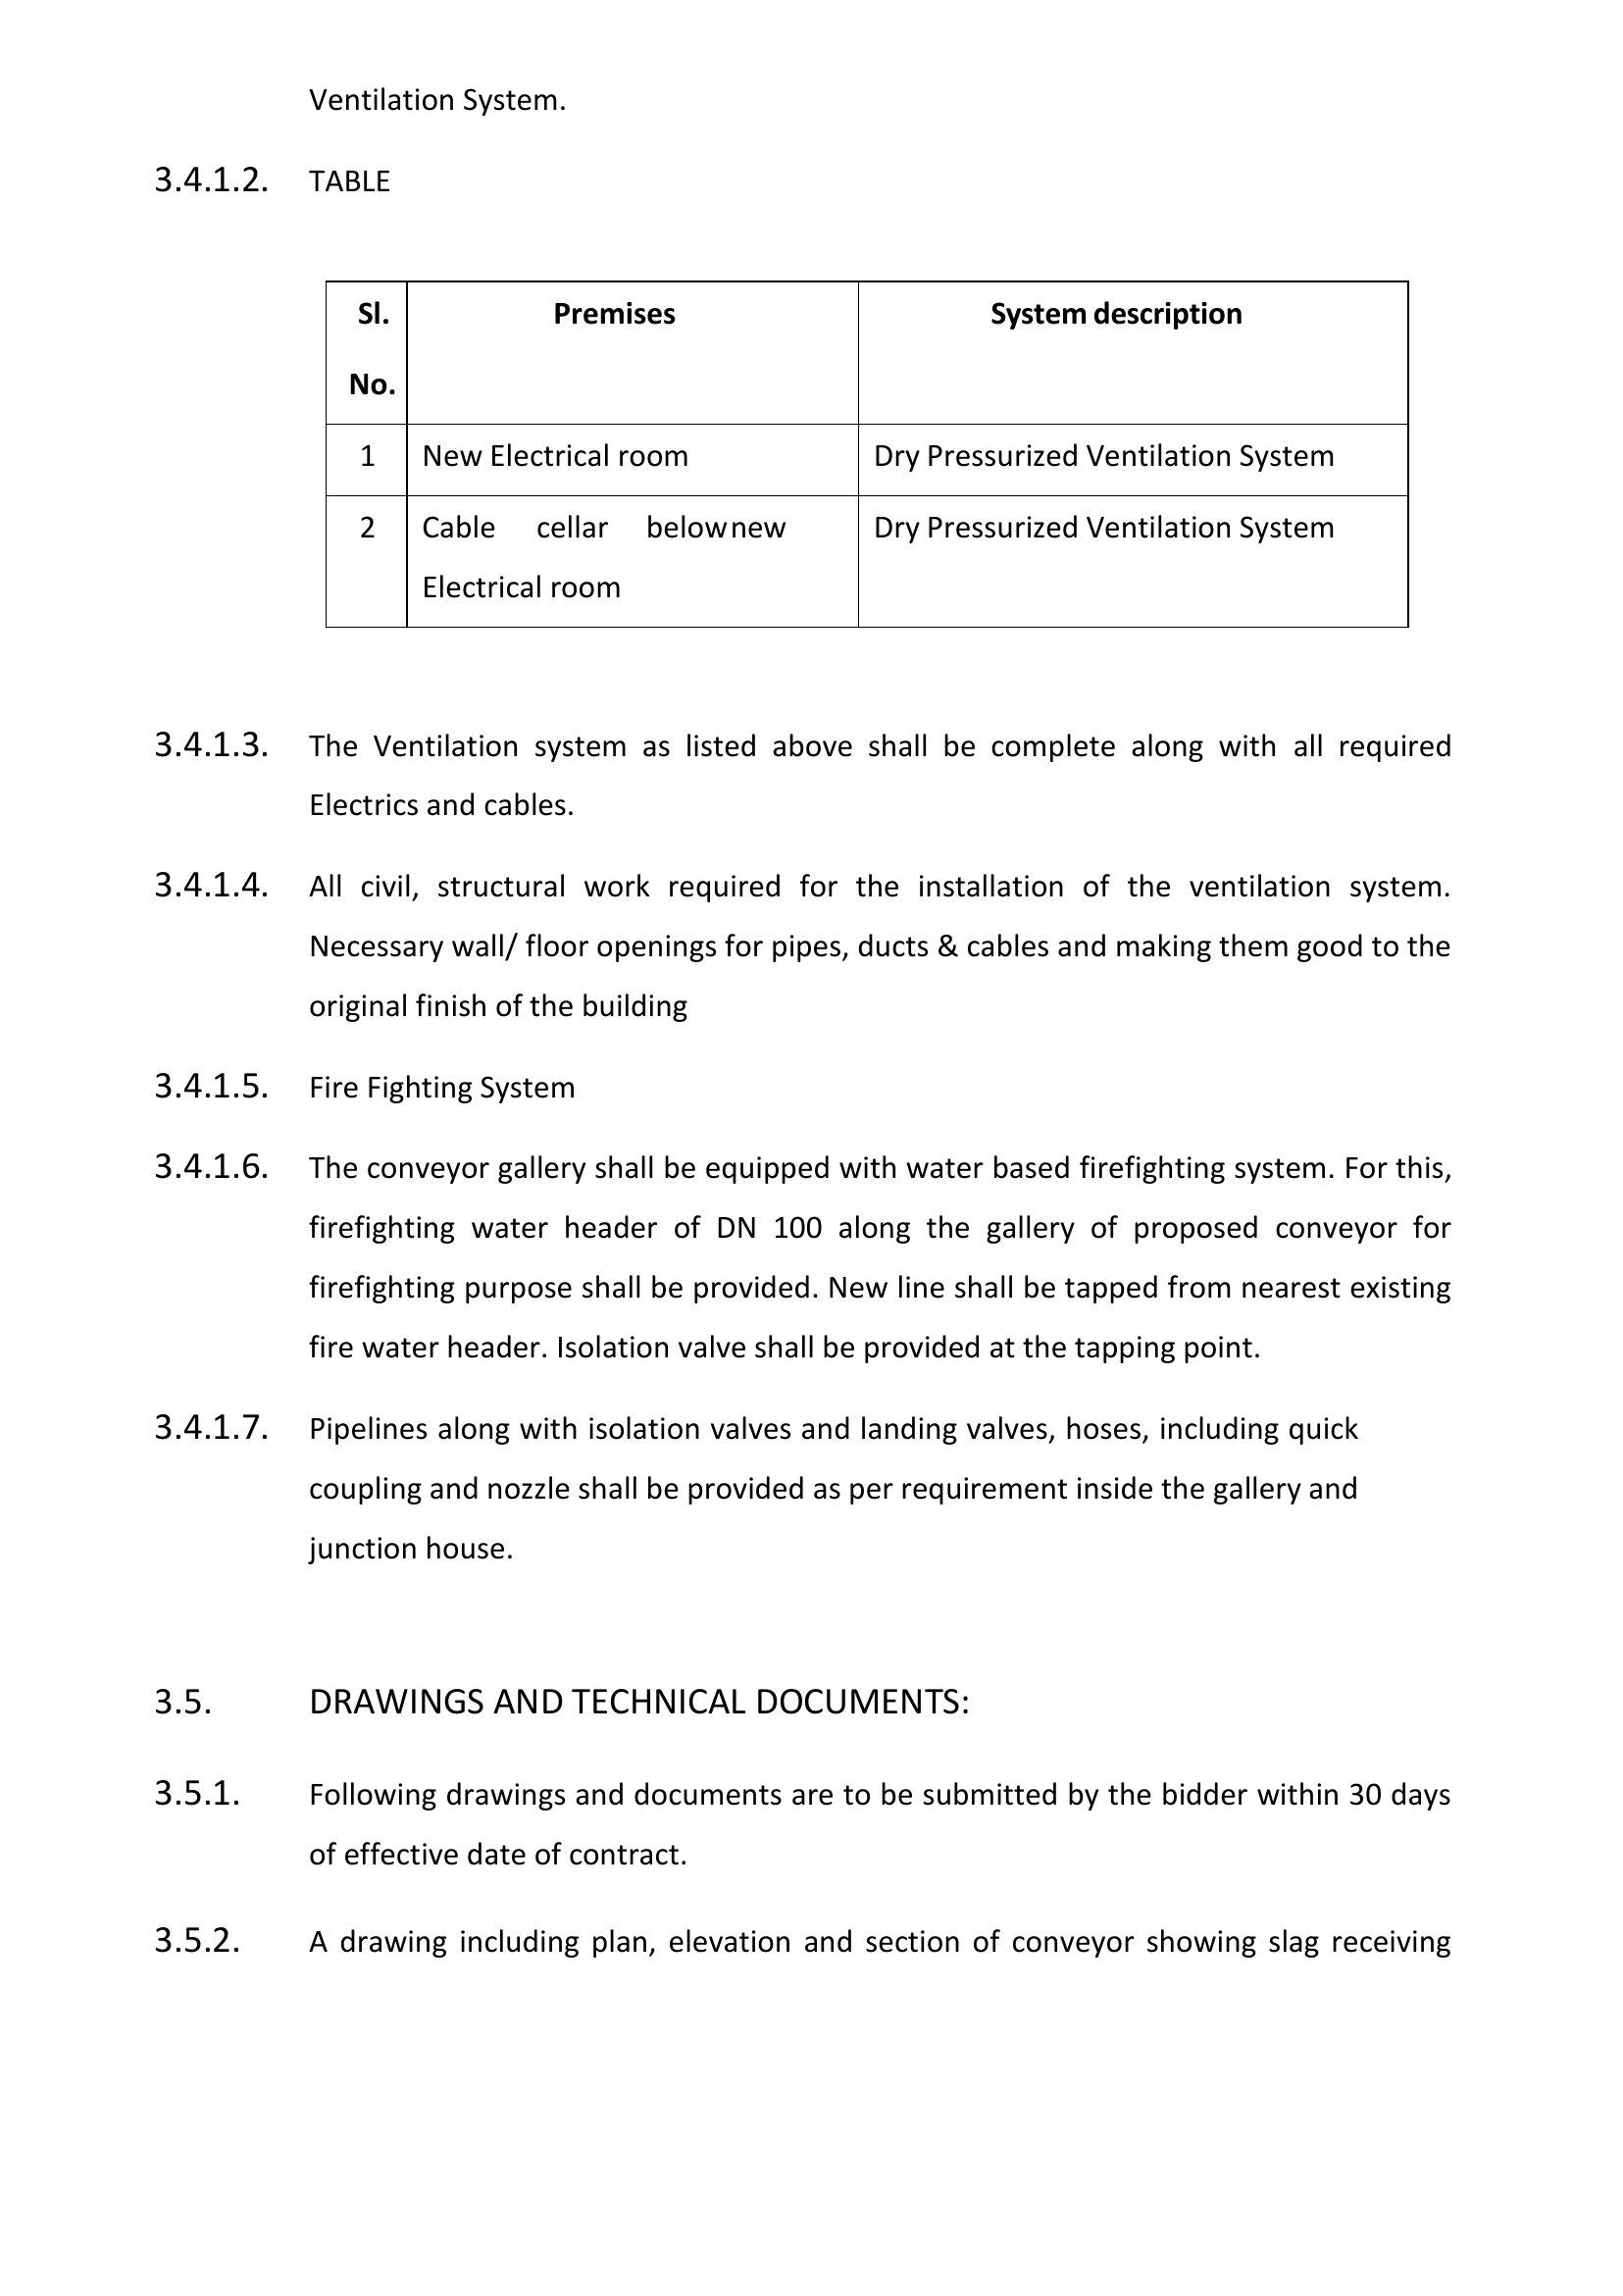 Ventilation System.
3.4.1.2. TABLE
Sl. No. Premises System description
1 New Electrical room Dry Pressurized Ventilation System
2 Cable cellar below new Dry Pressurized Ventilation System
Electrical room
3.4.1.3. The Ventilation system as listed above shall be complete along with all required
Electrics and cables.
3.4.1.4. All civil, structural work required for the installation of the ventilation system.
Necessary wall/ floor openings for pipes, ducts & cables and making them good to the
original finish of the building
3.4.1.5. Fire Fighting System
3.4.1.6. The conveyor gallery shall be equipped with water based firefighting system. For this,
firefighting water header of DN 100 along the gallery of proposed conveyor for
firefighting purpose shall be provided. New line shall be tapped from nearest existing
fire water header. Isolation valve shall be provided at the tapping point.
3.4.1.7. Pipelines along with isolation valves and landing valves, hoses, including quick
coupling and nozzle shall be provided as per requirement inside the gallery and
junction house.
3.5. DRAWINGS AND TECHNICAL DOCUMENTS:
3.5.1. Following drawings and documents are to be submitted by the bidder within 30 days
of effective date of contract.
3.5.2. A drawing including plan, elevation and section of conveyor showing slag receiving